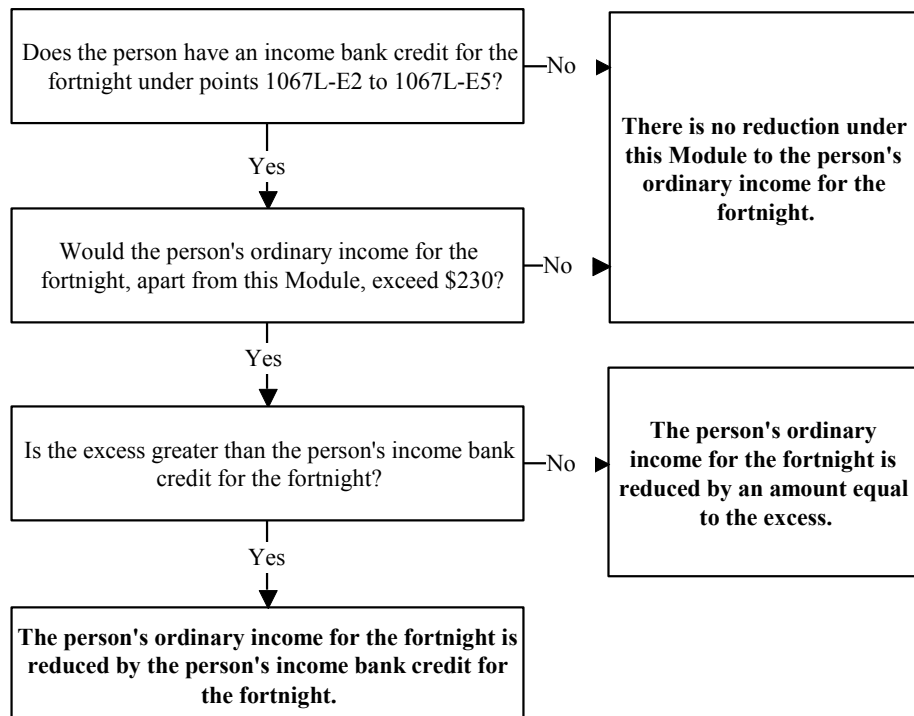 Does the person have an income bank credit for the
fortnight under points 1067L-E2 to 1067L-E5?
No
There is no reduction under
this Module to the person's
ordinary income for the
fortnight.
Yes
Would the person's ordinary income for the
fortnight, apart from this Module, exceed $230?
No
Yes
Is the excess greater than the person's income bank
credit for the fortnight?
No
The person's ordinary
income for the fortnight is
reduced by an amount equal
to the excess.
Yes
The person's ordinary income for the fortnight is
reduced by the person's income bank credit for
the fortnight.